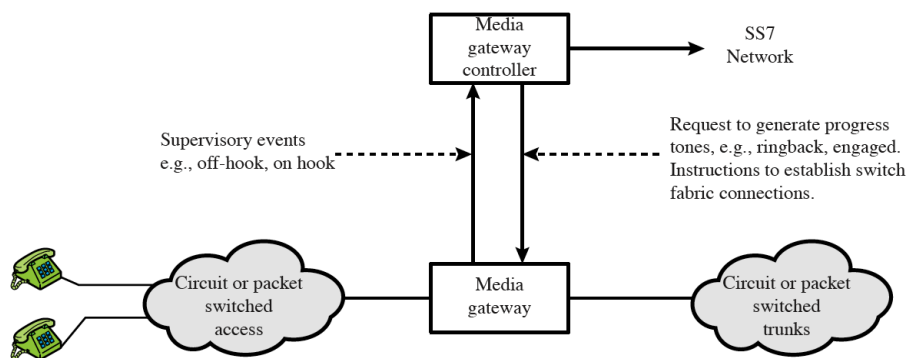 Media
gateway
controller
SS7
Network
Supervisory events
e.g., off-hook, on hook
Request to generate progress
tones, e.g., ringback, engaged.
Instructions to establish switch
fabric connections.
Circuit or packet
switched
access
Media
gateway
Circuit or packet
switched
trunks